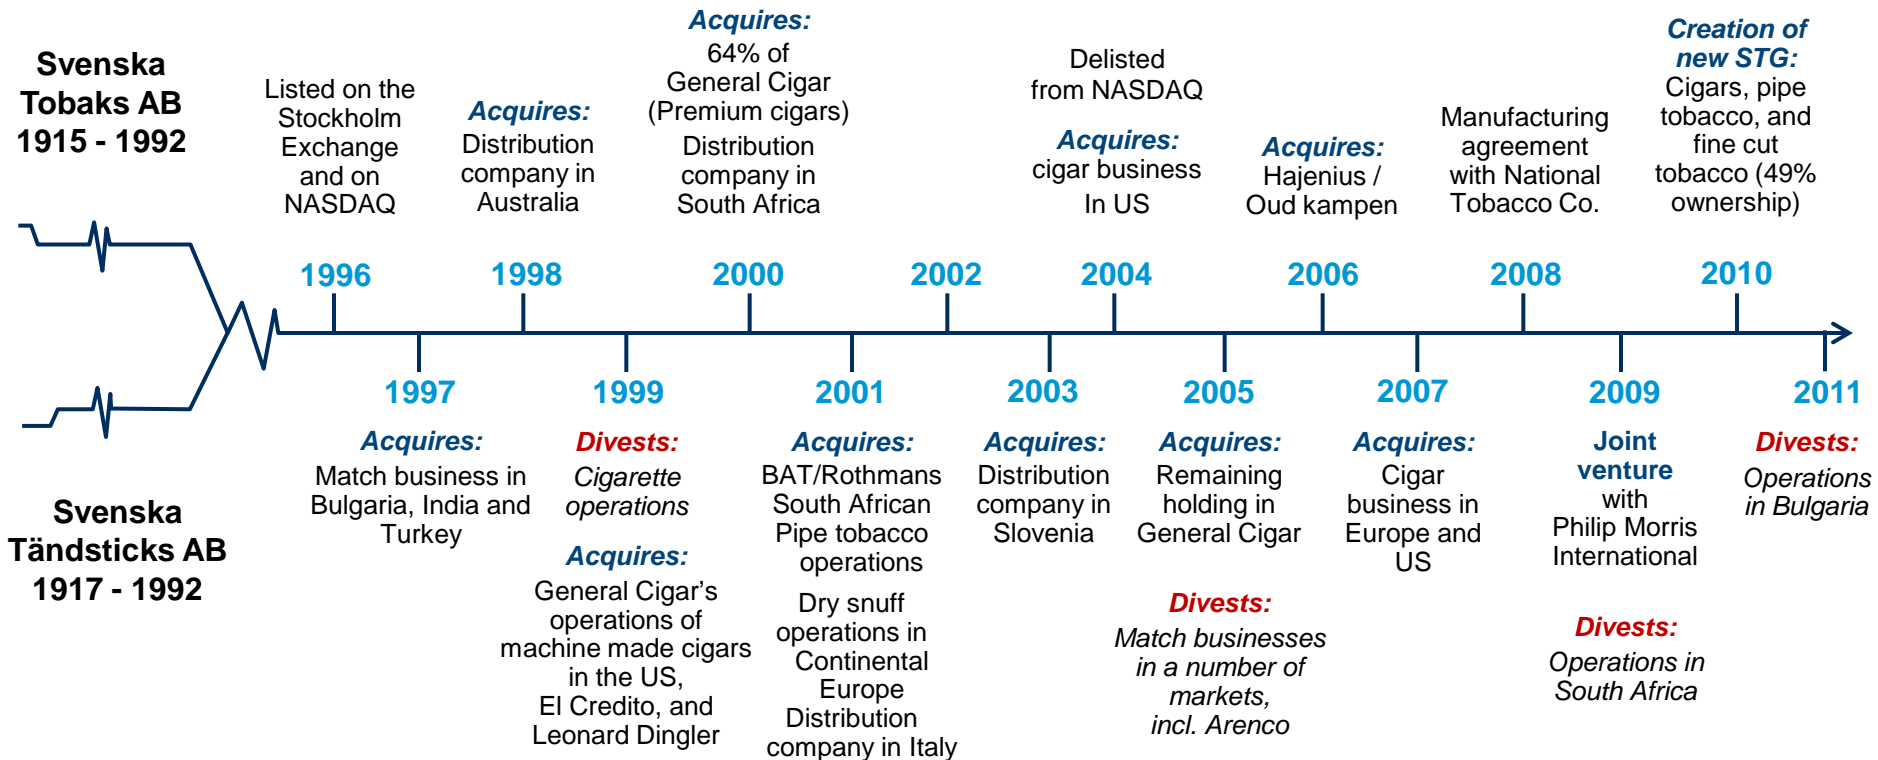 Svenska
Tobaks AB
1915 - 1992
Listed on the
Stockholm
Exchange
and on
NASDAQ
Acquires:
Distribution
company in
Australia
Acquires:
64% of
General Cigar
(Premium cigars)
Distribution
company in
South Africa
Delisted
from NASDAQ
Acquires:
cigar business
In US
Acquires:
Hajenius /
Oud kampen
Manufacturing
agreement
with National
Tobacco Co.
Creation of
new STG:
Cigars, pipe
tobacco, and
fine cut
tobacco (49%
ownership)
1996
1998
2000
2002
2004
2006
2008
2010
1997
1999
2001
2003
2005
2007
2009
2011
Svenska
Tändsticks AB
1917 - 1992
Acquires:
Match business in
Bulgaria, India and
Turkey
Divests:
Cigarette
operations
Acquires:
General Cigar’s
operations of
machine made cigars
in the US,
El Credito, and
Leonard Dingler
Acquires:
BAT/Rothmans
South African
Pipe tobacco
operations
Dry snuff
operations in
Continental
Europe
Distribution
company in Italy
Acquires:
Distribution
company in
Slovenia
Acquires:
Remaining
holding in
General Cigar
Divests:
Match businesses
in a number of
markets,
incl. Arenco
Acquires:
Cigar
business in
Europe and
US
Joint
venture
with
Philip Morris
International
Divests:
Operations in
South Africa
Divests:
Operations
in Bulgaria